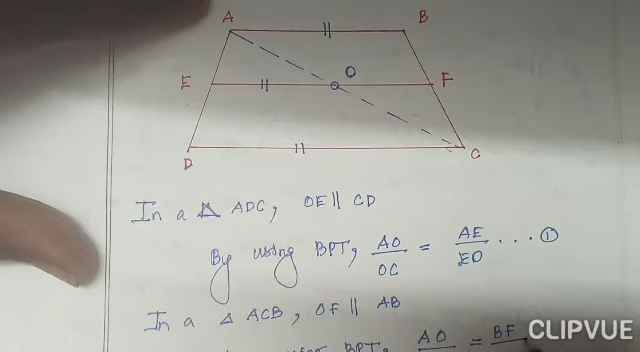 A B
E O F
D C
In a Δ ADC, OE || CD
By using BPT, AO/OC = AE/ED ... ①
In a Δ ACB, OF || AB
BPT, AO = BF
CLIPVUE